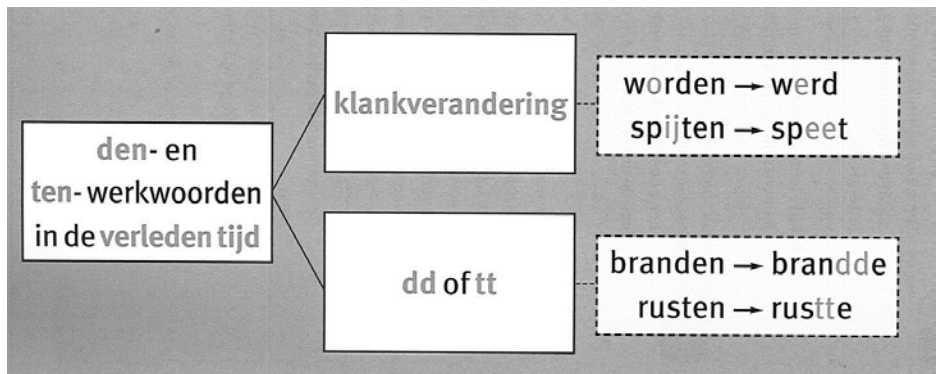 den- en
ten- werkwoorden
in de verleden tijd
klankverandering
worden → werd
spijten → speet
dd of tt
branden → brandde
rusten → rustte